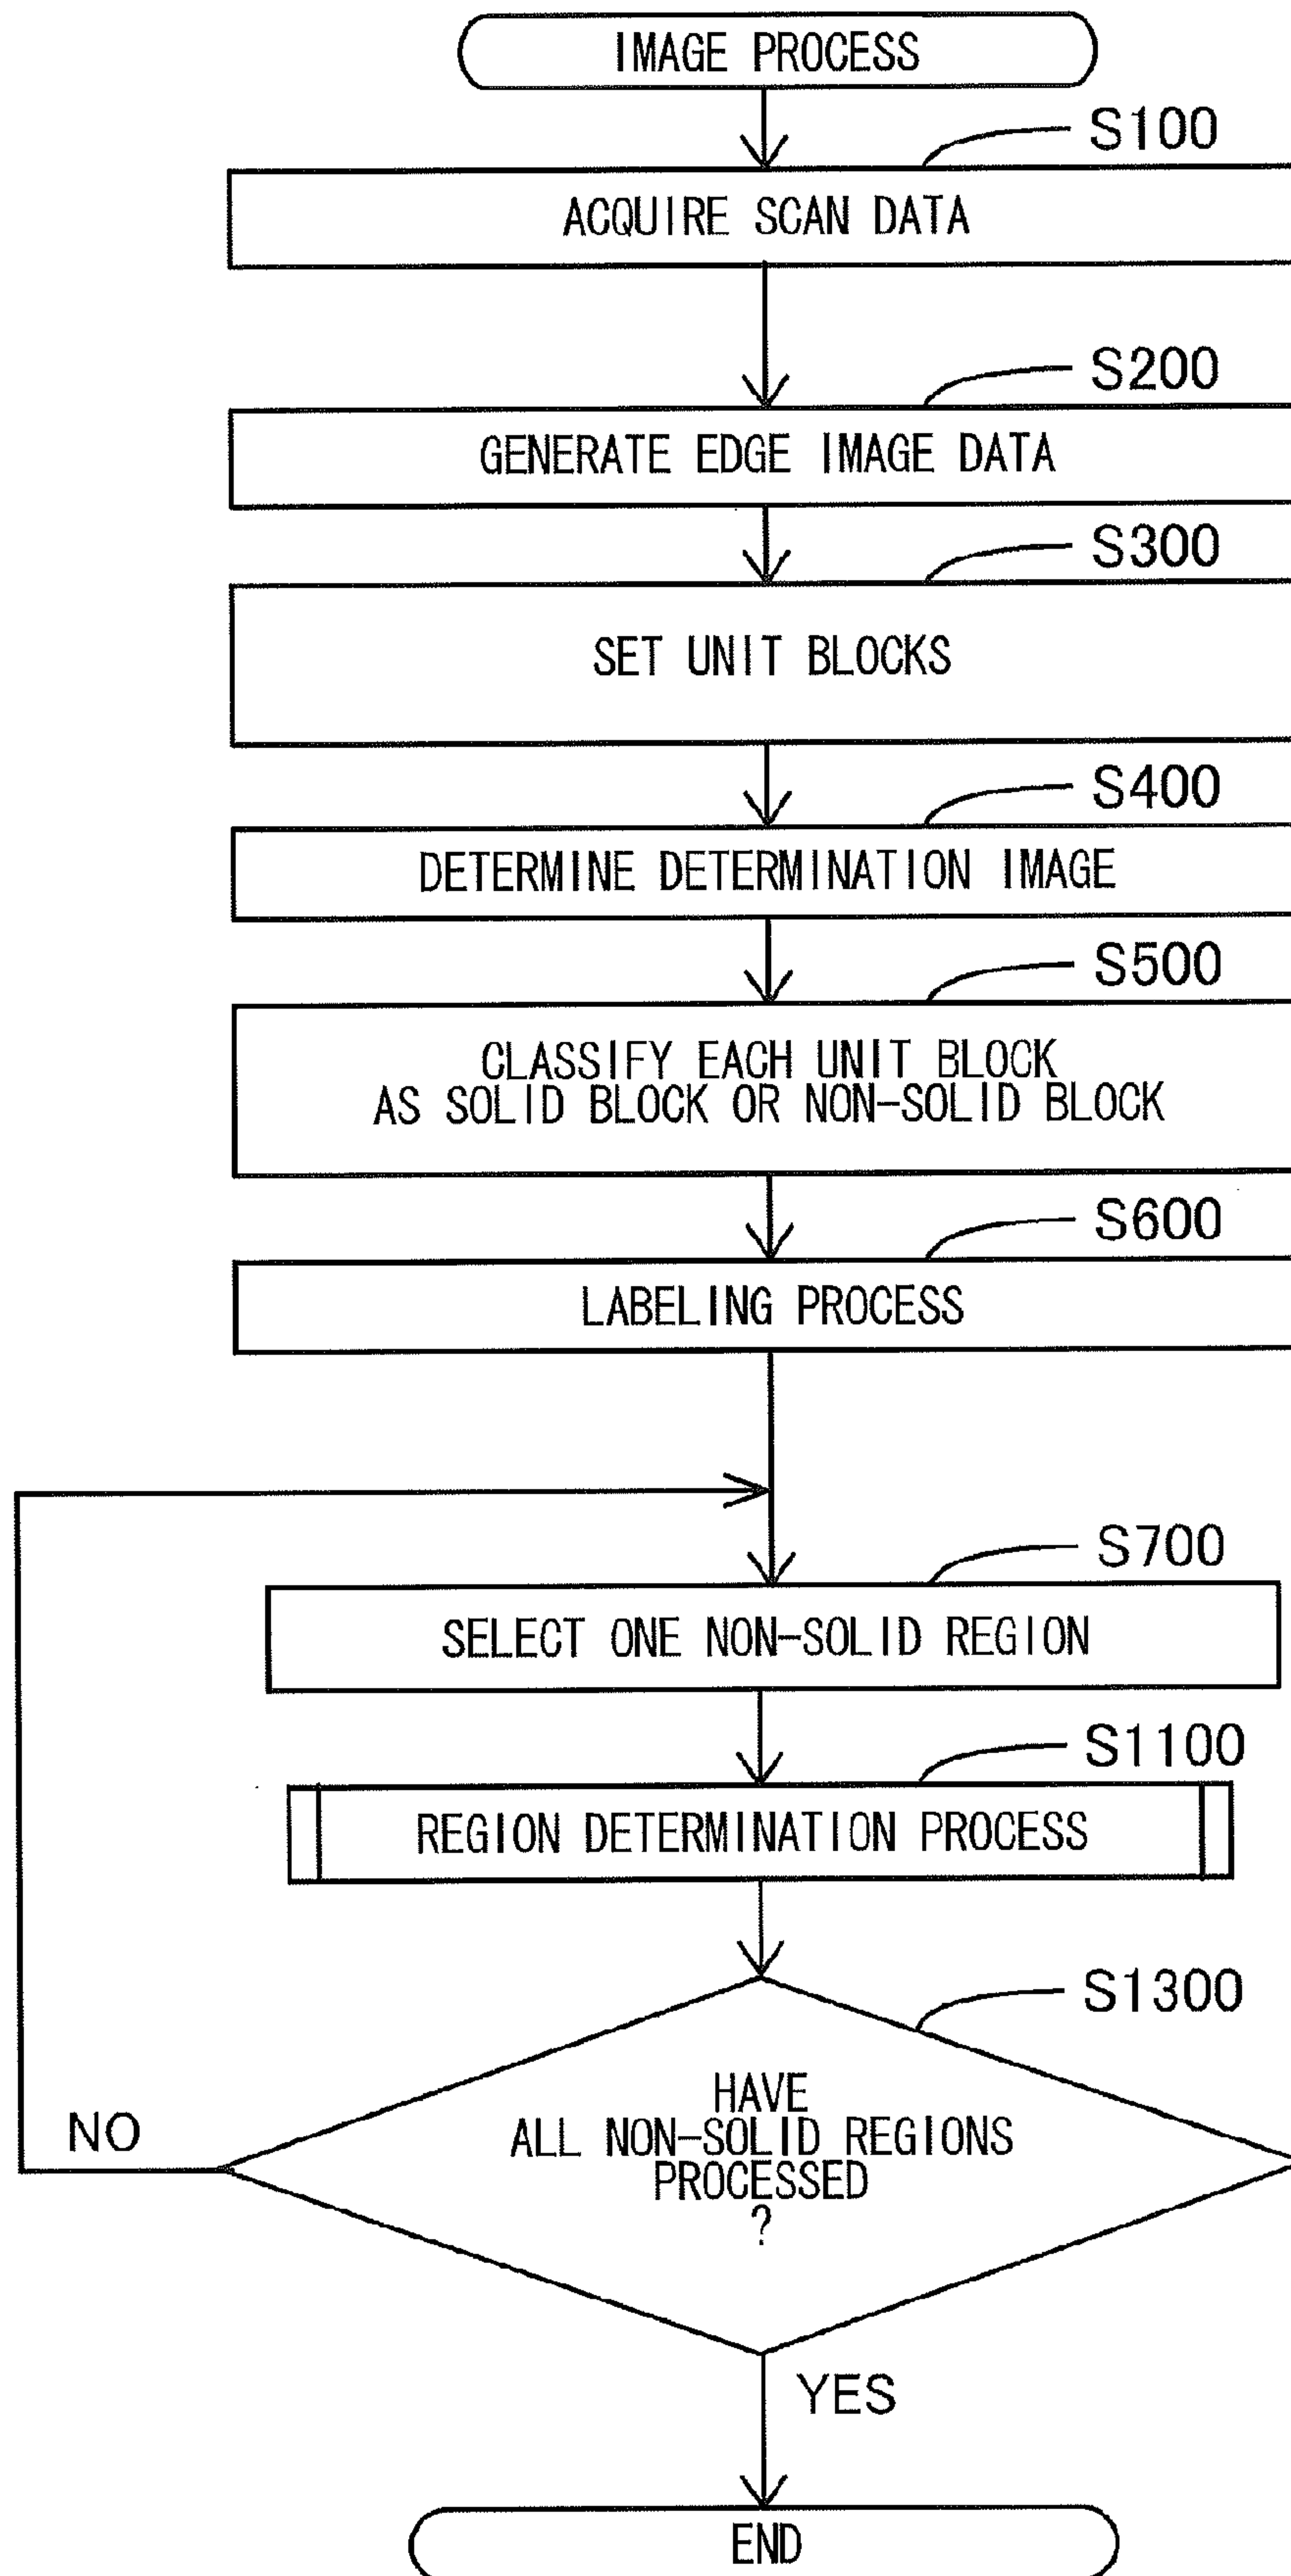 IMAGE PROCESS
S100
ACQUIRE SCAN DATA
S200
GENERATE EDGE IMAGE DATA
S300
SET UNIT BLOCKS
S400
DETERMINE DETERMINATION IMAGE
S500
CLASSIFY EACH UNIT BLOCK
AS SOLID BLOCK OR NON-SOLID BLOCK
S600
LABELING PROCESS
S700
SELECT ONE NON-SOLID REGION
S1100
REGION DETERMINATION PROCESS
S1300
HAVE
ALL NON-SOLID REGIONS
PROCESSED
?
NO
YES
END